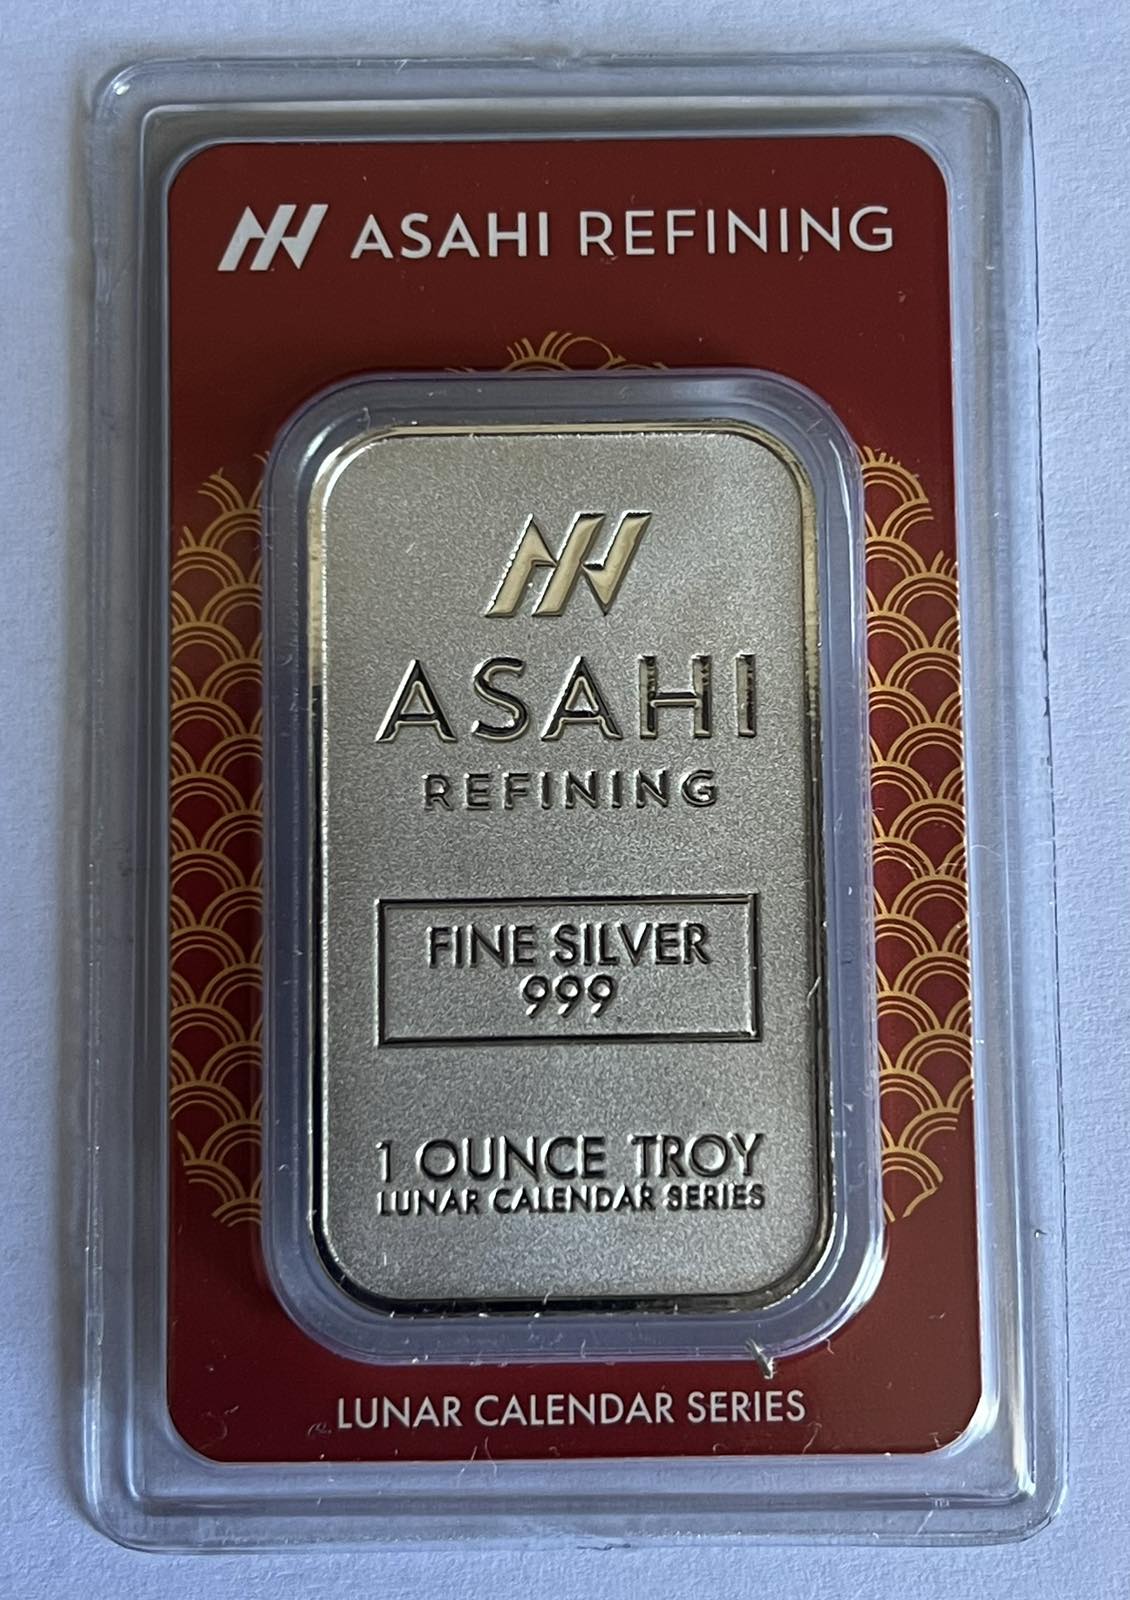 ASAHI REFINING
ASAHI
REFINING
FINE SILVER
999
1 OUNCE TROY
LUNAR CALENDAR SERIES
LUNAR CALENDAR SERIES